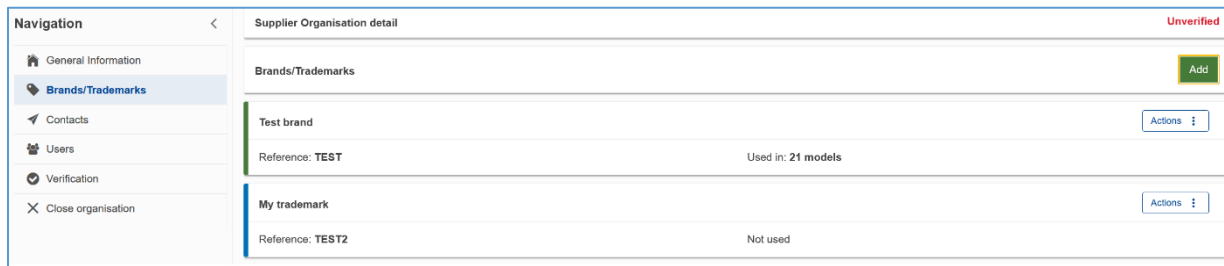 Navigation
General Information
Brands/Trademarks
Contacts
Users
Verification
Close organisation
Supplier Organisation detail Unverified
Brands/Trademarks Add
Test brand Actions
Reference: TEST Used in: 21 models
My trademark Actions
Reference: TEST2 Not used